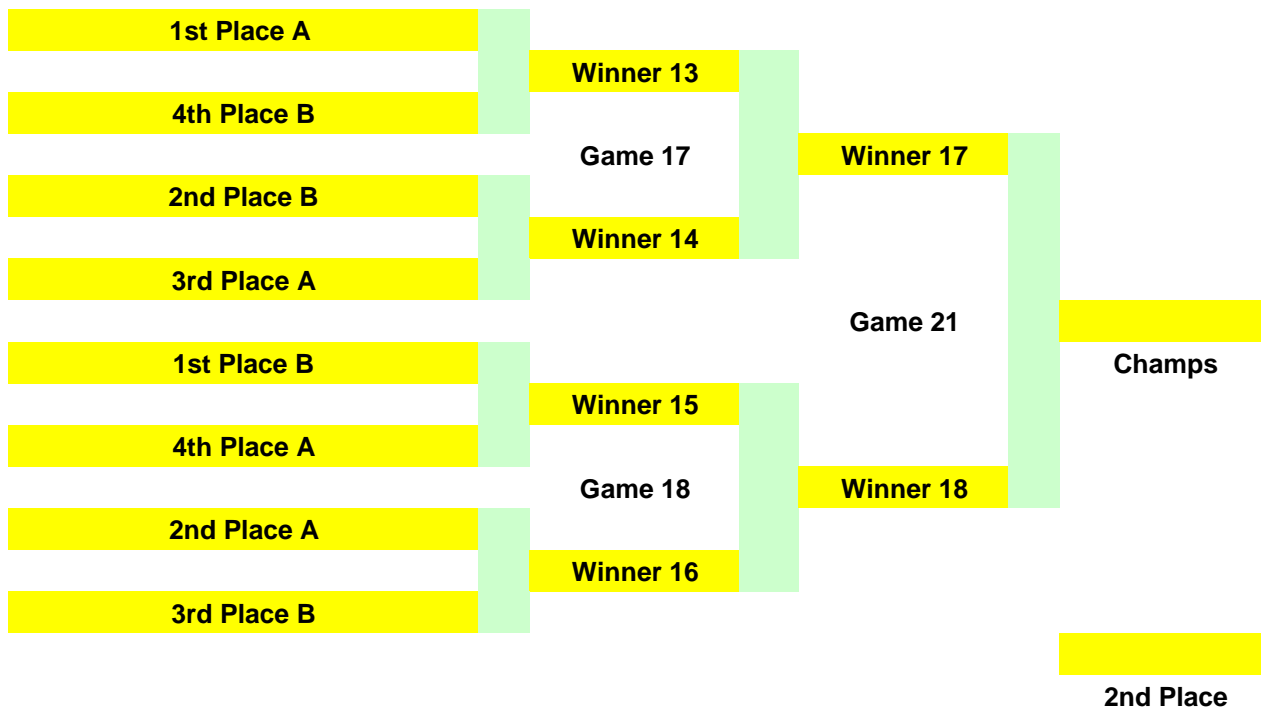 1st Place A
Winner 13
4th Place B
Game 17
Winner 17
2nd Place B
Winner 14
3rd Place A
Game 21
1st Place B
Champs
Winner 15
4th Place A
Game 18
Winner 18
2nd Place A
Winner 16
3rd Place B
2nd Place